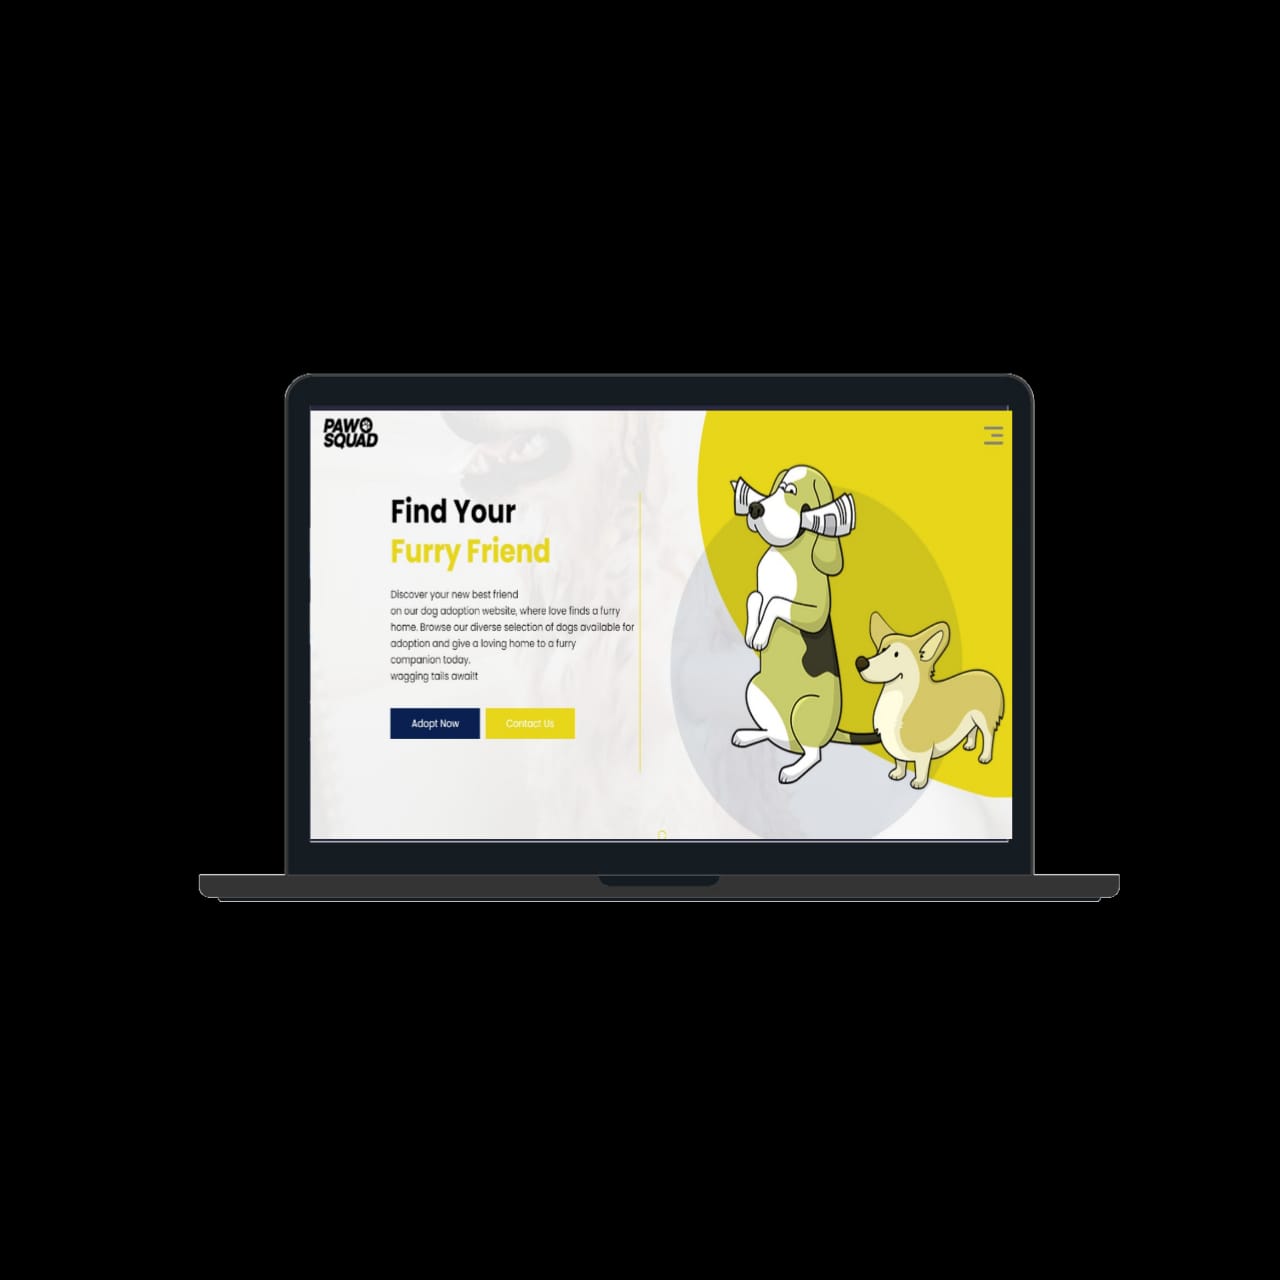 PAW
SQUAD
Find Your
Furry Friend
Discover your new best friend
on our dog adoption website, where love finds a furry
home. Browse our diverse selection of dogs available for
adoption and give a loving home to a furry
companion today.
wagging tails await
Adopt Now
Contact Us